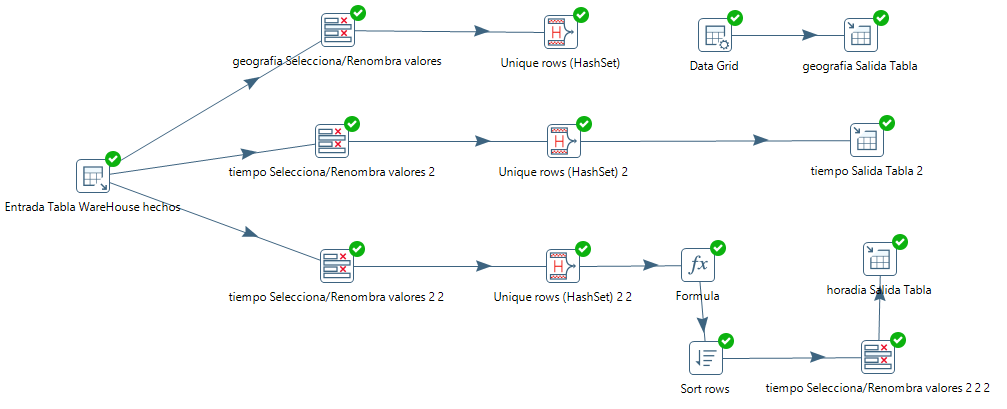 geografia Selecciona/Renombra valores
Unique rows (HashSet)
Data Grid
geografia Salida Tabla
tiempo Selecciona/Renombra valores 2
Unique rows (HashSet) 2
tiempo Salida Tabla 2
Entrada Tabla WareHouse hechos
tiempo Selecciona/Renombra valores 2 2
Unique rows (HashSet) 2 2
fx
Formula
horadia Salida Tabla
Sort rows
tiempo Selecciona/Renombra valores 2 2 2